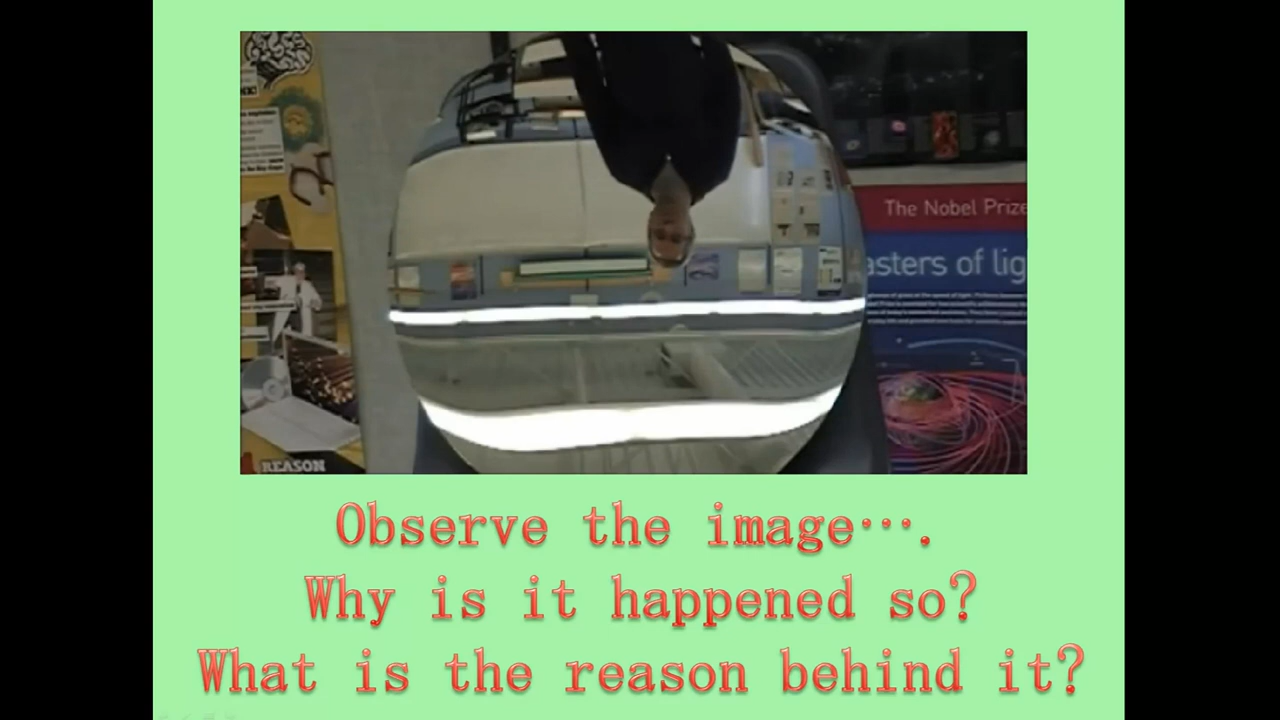 The Nobel Prize
asters of lig
REASON
Observe the image….
Why is it happened so?
What is the reason behind it?